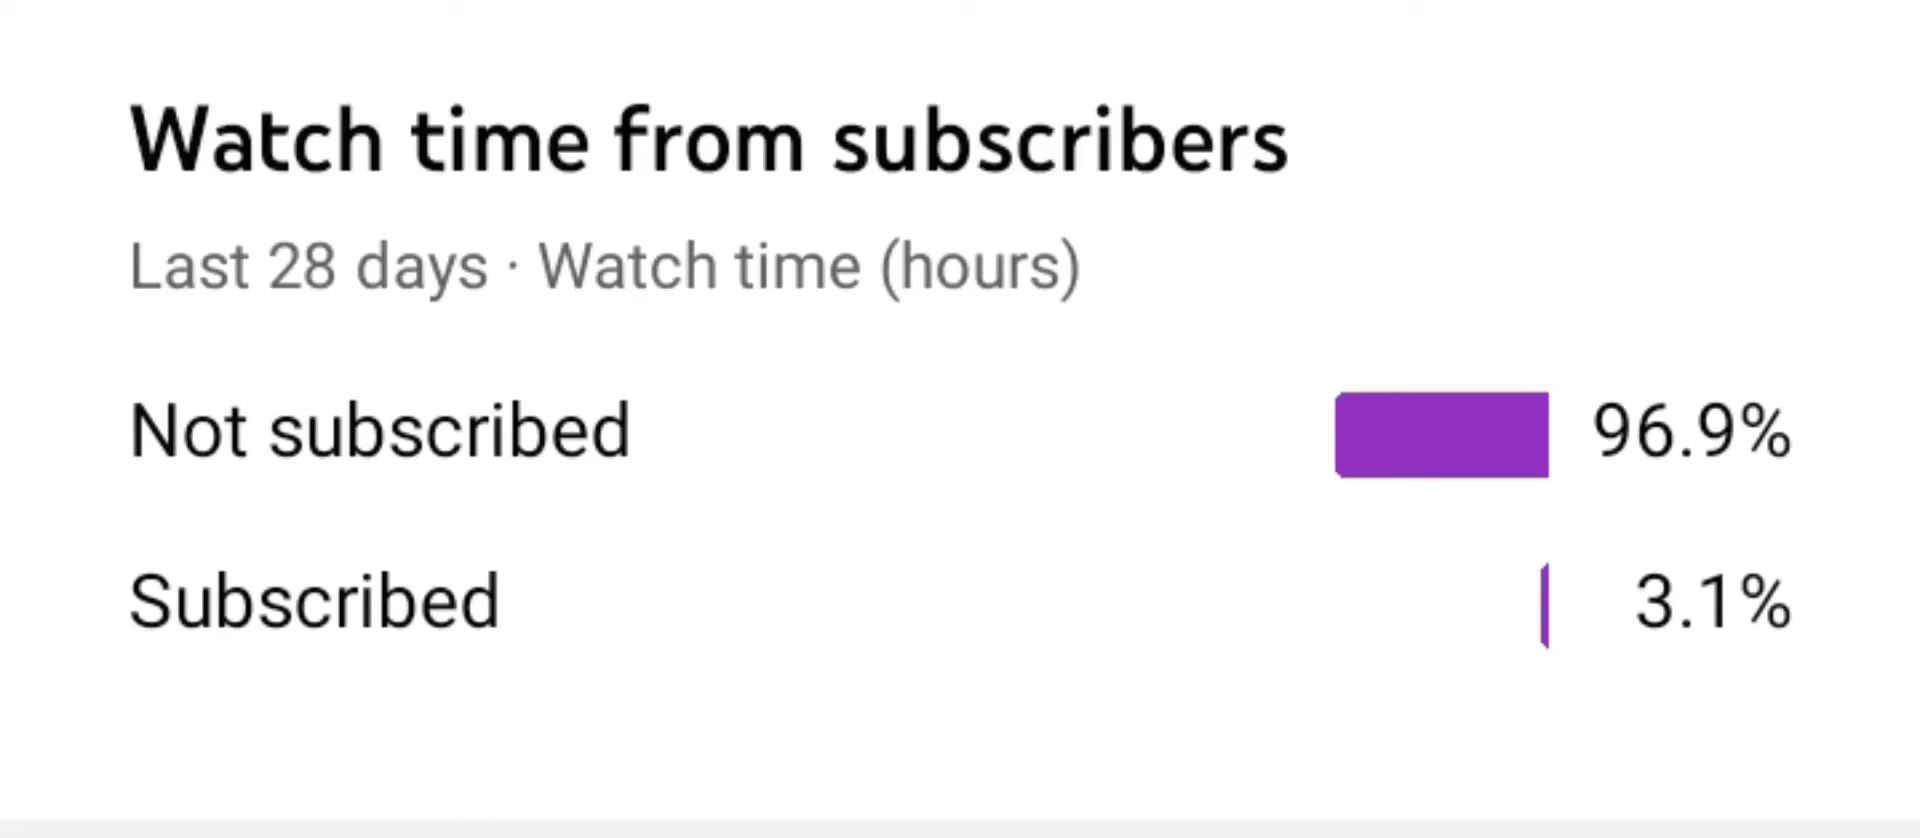 Watch time from subscribers
Last 28 days · Watch time (hours)
Not subscribed 96.9%
Subscribed 3.1%